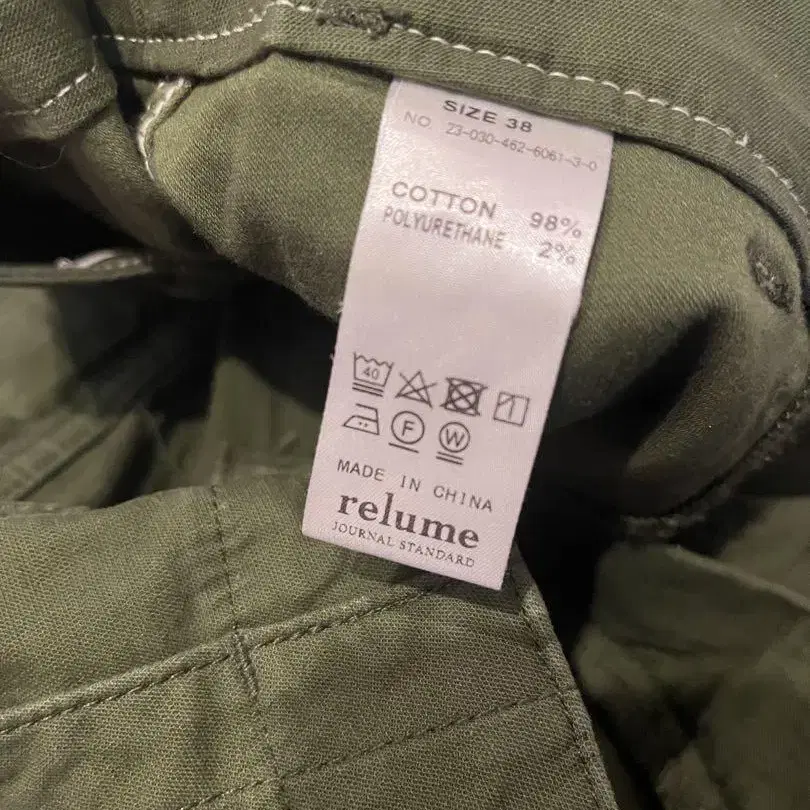 SIZE 38
NO 23-030-462-6061-3-0
COTTON 98%
POLYURETHANE 2%
40
F W
MADE IN CHINA
relume
JOURNAL STANDARD